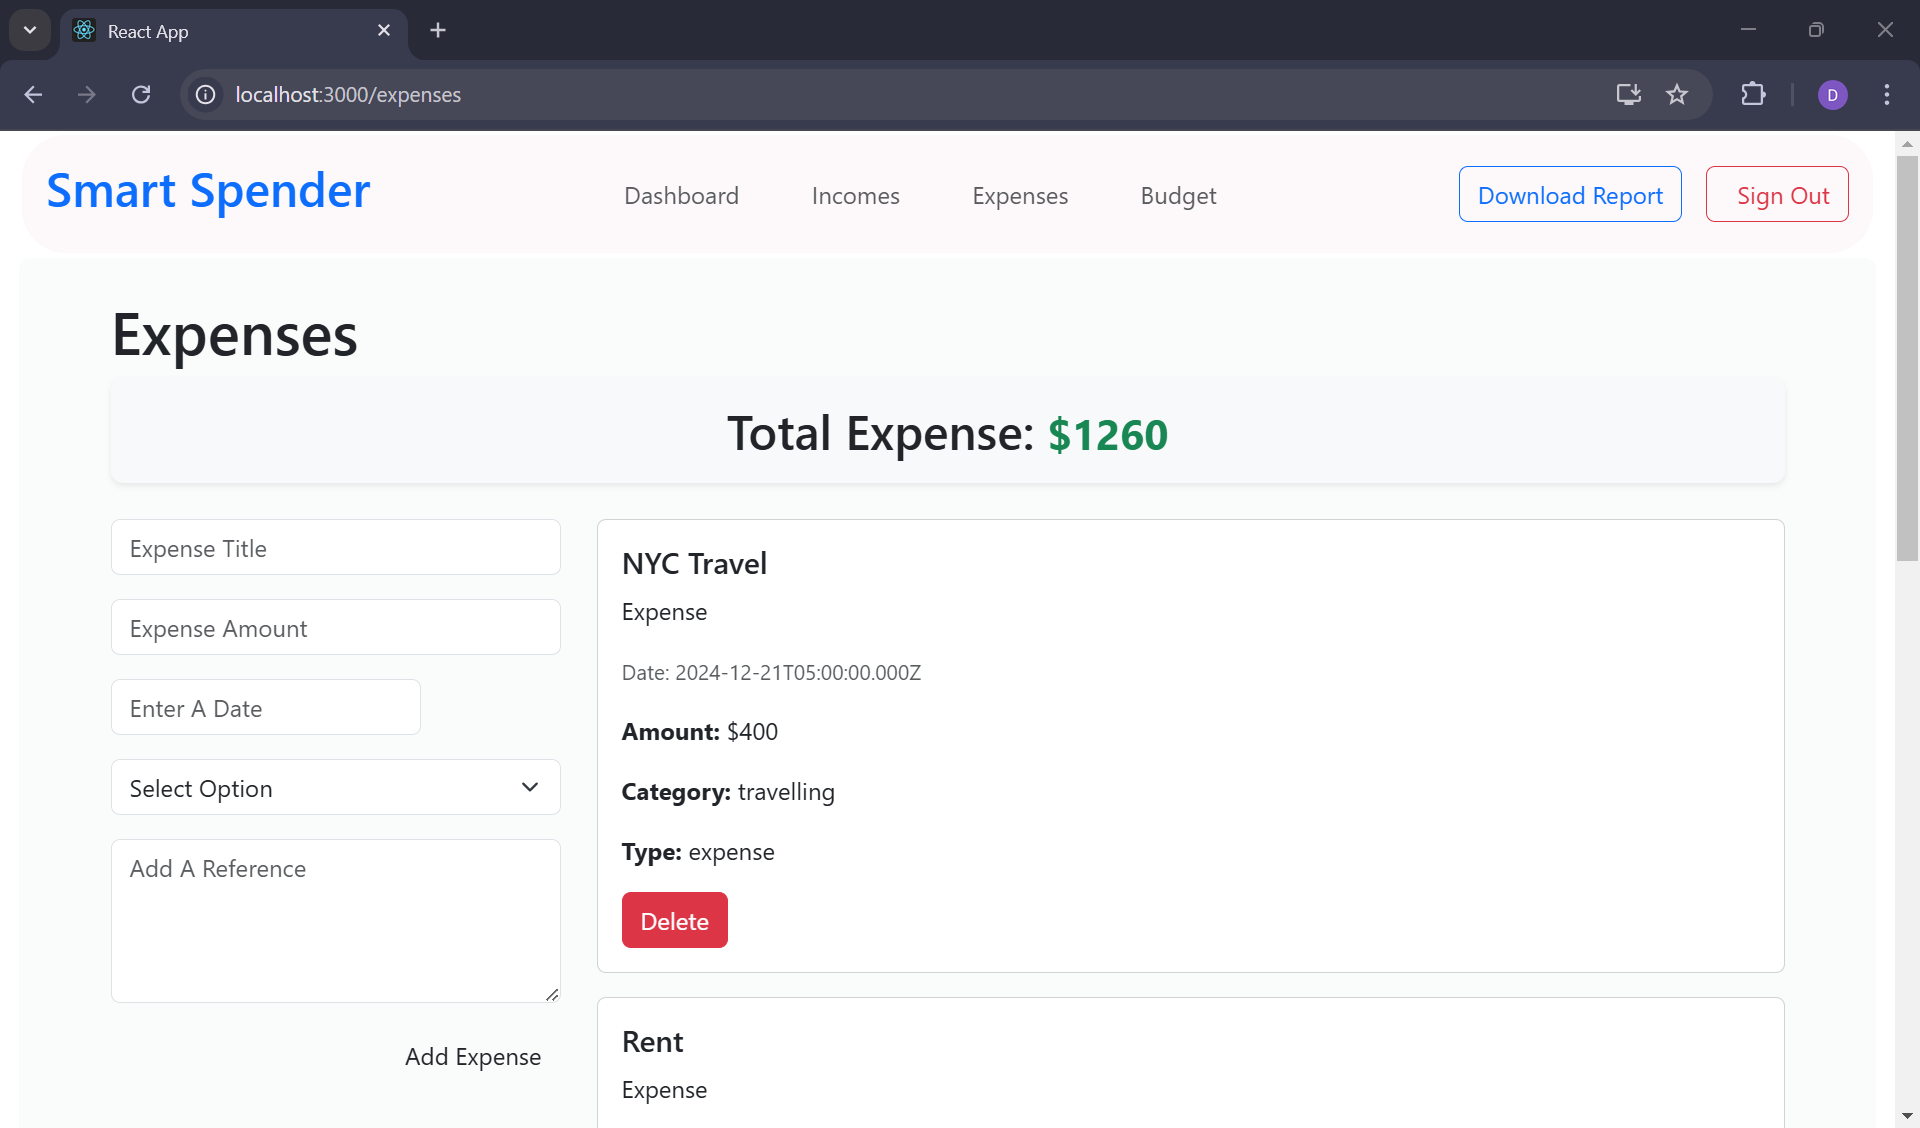 React App
localhost:3000/expenses
D
Smart Spender
Dashboard
Incomes
Expenses
Budget
Download Report
Sign Out
Expenses
Total Expense: $1260
Expense Title
Expense Amount
Enter A Date
Select Option
Add A Reference
Add Expense
NYC Travel
Expense
Date: 2024-12-21T05:00:00.000Z
Amount: $400
Category: travelling
Type: expense
Delete
Rent
Expense